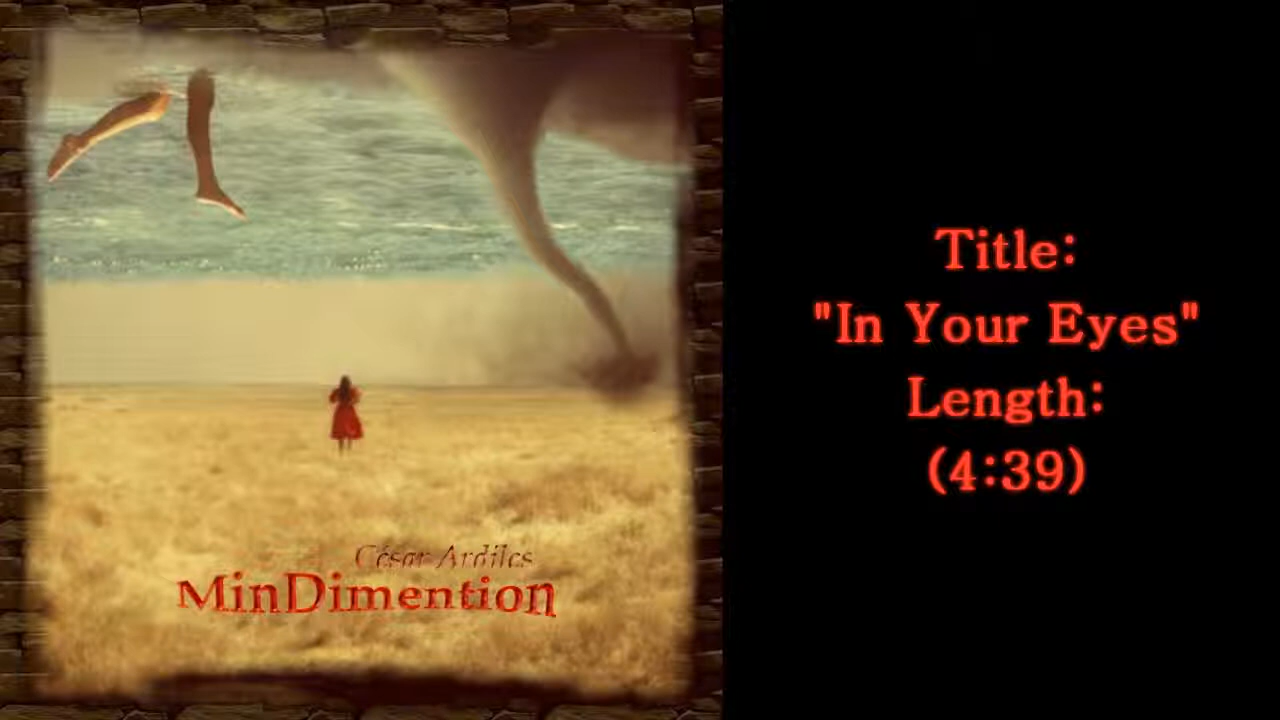 César Ardiles
MinDimention
Title:
"In Your Eyes"
Length:
(4:39)